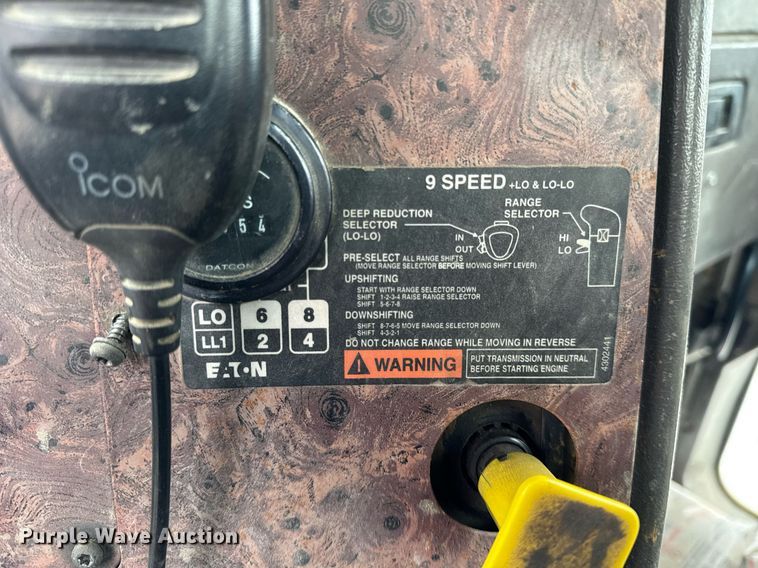 iCOM
S
5 4
DATCON
9 SPEED +LO & LO-LO
DEEP REDUCTION
SELECTOR
(LO-LO)
IN
OUT
RANGE
SELECTOR
HI
LO
PRE-SELECT ALL RANGE SHIFTS
(MOVE RANGE SELECTOR BEFORE MOVING SHIFT LEVER)
UPSHIFTING
START WITH RANGE SELECTOR DOWN
SHIFT 1-2-3-4 RAISE RANGE SELECTOR
SHIFT 5-6-7-8
DOWNSHIFTING
SHIFT 8-7-6-5 MOVE RANGE SELECTOR DOWN
SHIFT 4-3-2-1
DO NOT CHANGE RANGE WHILE MOVING IN REVERSE
LO 6 8
LL1 2 4
EATON
WARNING
PUT TRANSMISSION IN NEUTRAL
BEFORE STARTING ENGINE
4302441
Purple Wave Auction